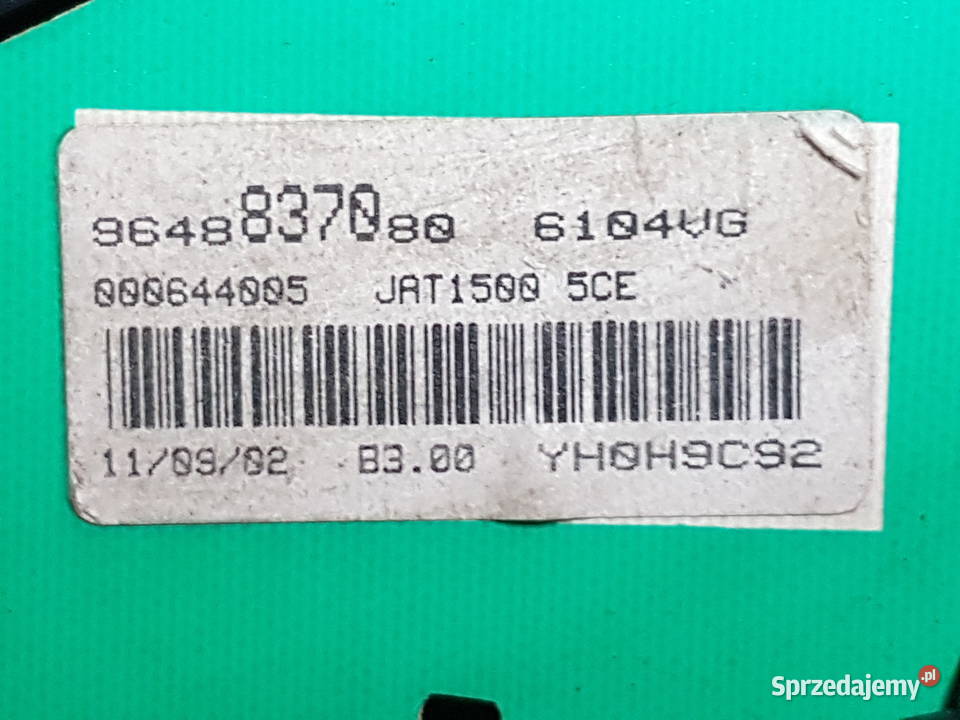 9648837080 6104VG
000644005 JAT1500 5CE
11/09/02 B3.00 YH0H9C92
Sprzedajemy.pl